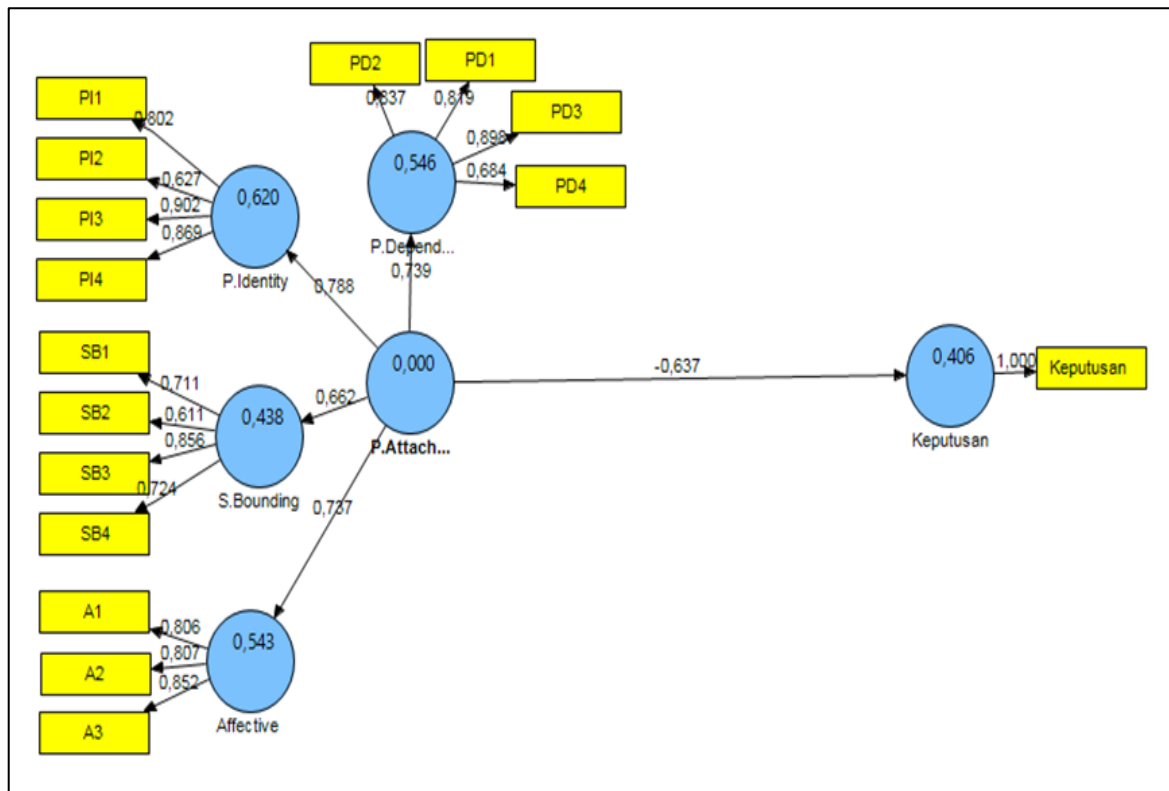 PD2
PD1
PD3
PD4
0,837
0,819
0,898
0,684
0,546
P.Depend...
0,739
PI1
PI2
PI3
PI4
0,802
0,627
0,902
0,869
0,620
P.Identity
0,788
SB1
SB2
SB3
SB4
0,711
0,611
0,856
0,724
0,438
S.Bounding
0,662
0,000
P.Attach...
-0,637
0,406
Keputusan
1,000
Keputusan
0,737
A1
A2
A3
0,806
0,807
0,852
0,543
Affective